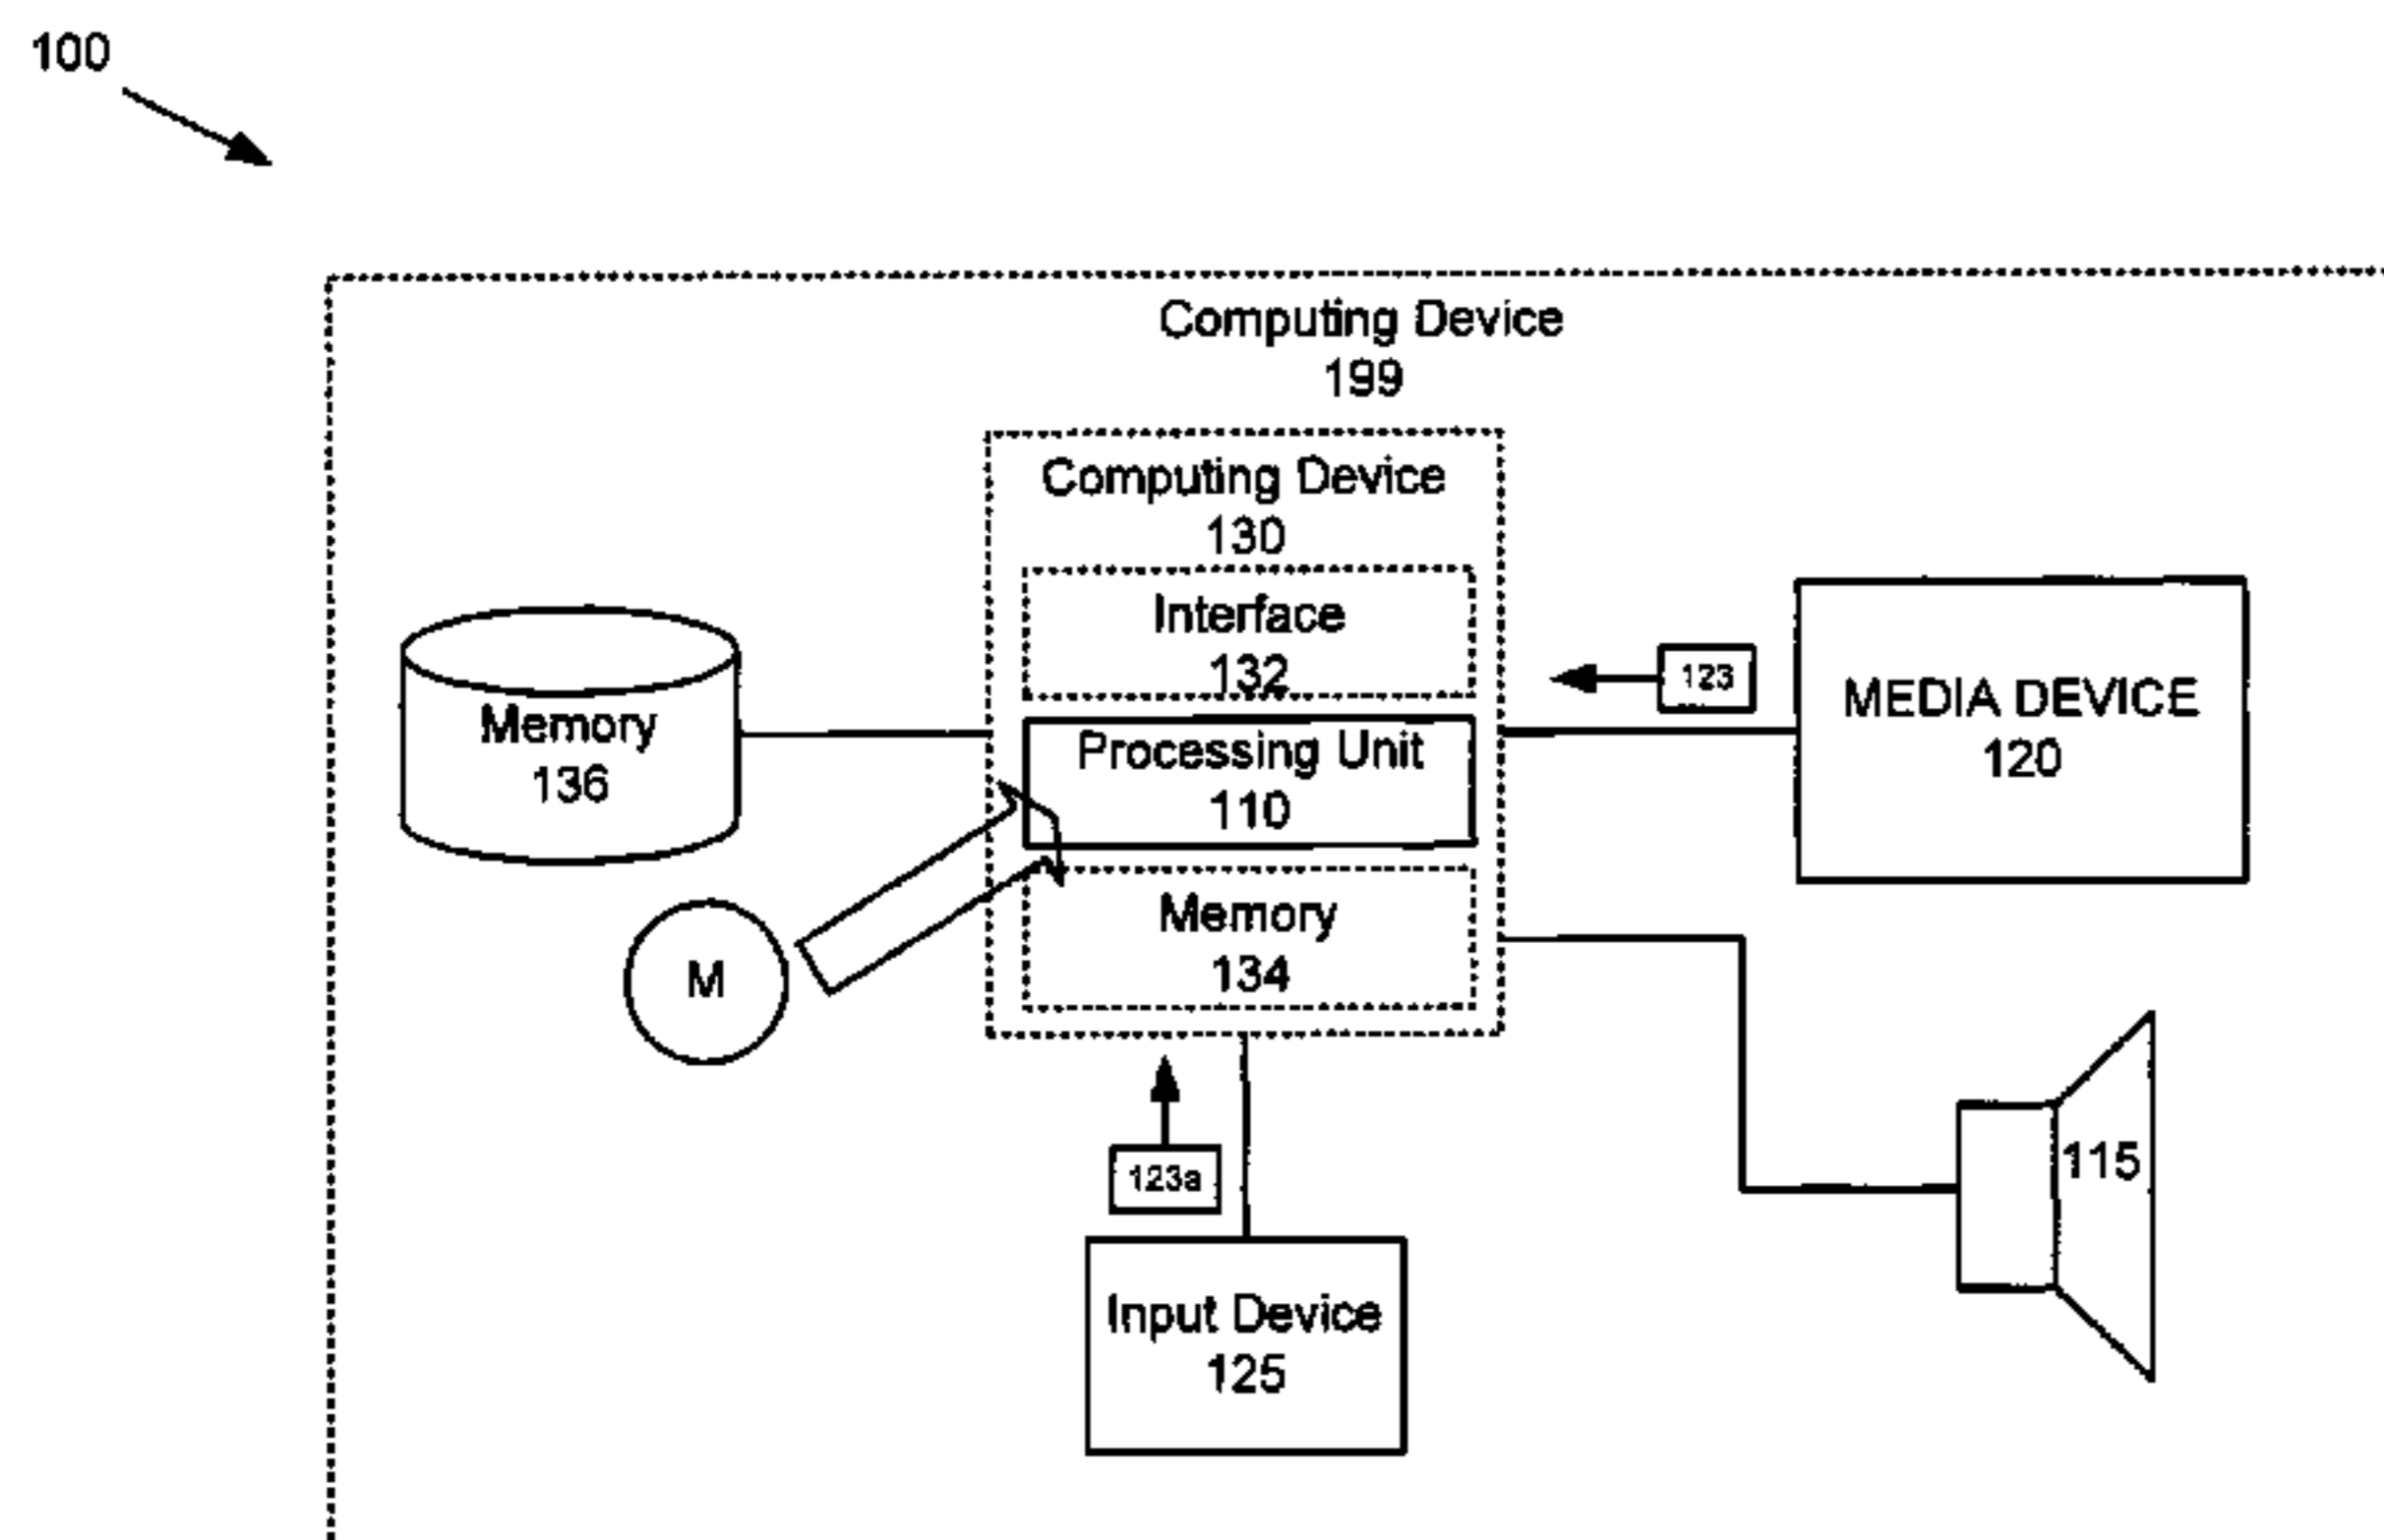 100
Computing Device
199
Computing Device
130
Interface
132
Processing Unit
110
Memory
134
Memory
136
M
123
MEDIA DEVICE
120
115
123a
Input Device
125